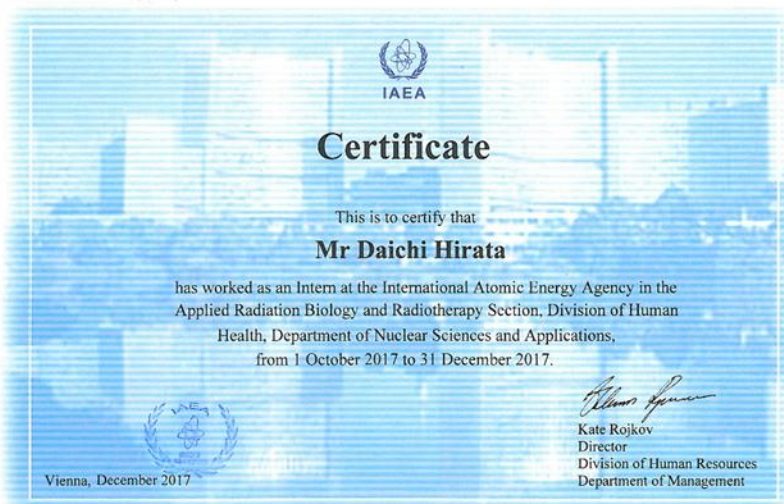 IAEA
Certificate
This is to certify that
Mr Daichi Hirata
has worked as an Intern at the International Atomic Energy Agency in the
Applied Radiation Biology and Radiotherapy Section, Division of Human
Health, Department of Nuclear Sciences and Applications,
from 1 October 2017 to 31 December 2017.
IAEA
Kate Rojkov
Director
Division of Human Resources
Vienna, December 2017
Department of Management